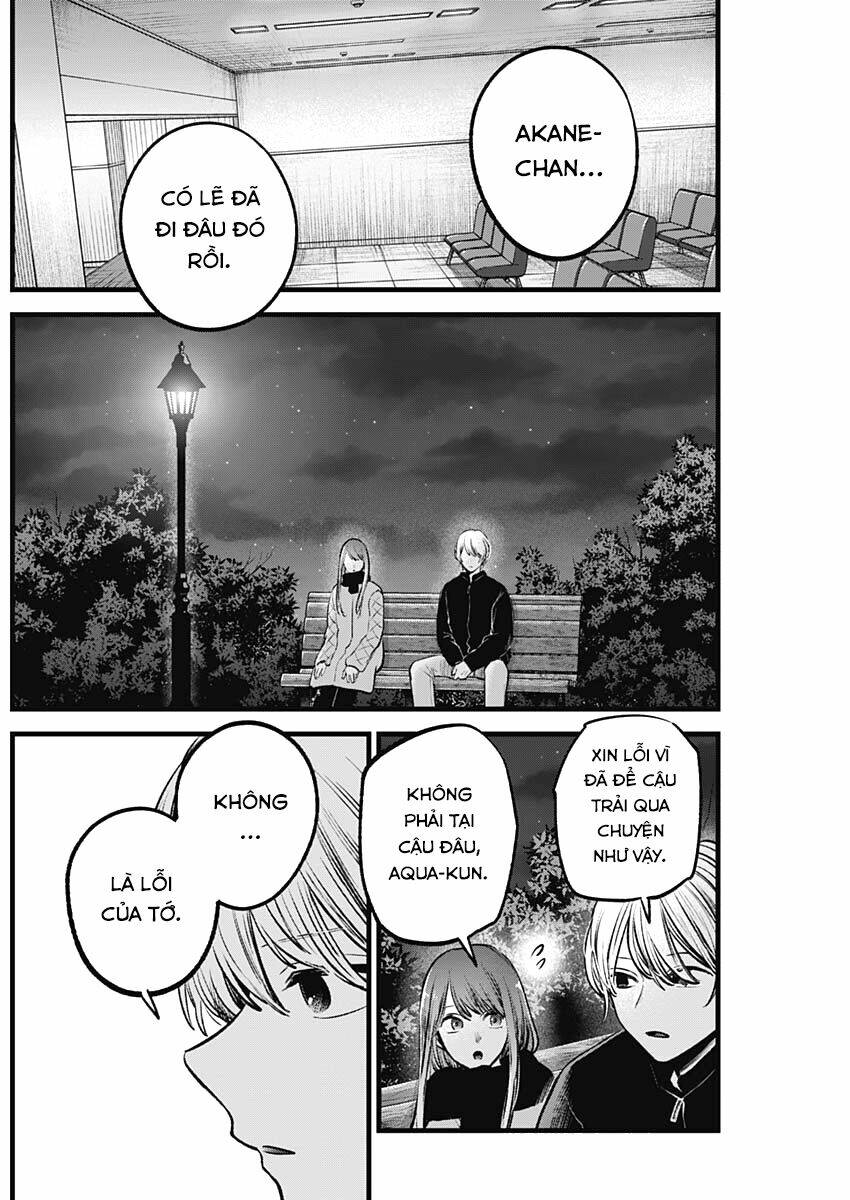 AKANE-
CHAN...
CÓ LẼ ĐÃ
ĐI ĐÂU ĐÓ
RỒI.
XIN LỖI VÌ
ĐÃ ĐỂ CẬU
TRẢI QUA
CHUYỆN
NHƯ VẬY.
KHÔNG
PHẢI TẠI
CẬU ĐÂU,
AQUA-KUN.
KHÔNG
...
LÀ LỖI
CỦA TỚ.